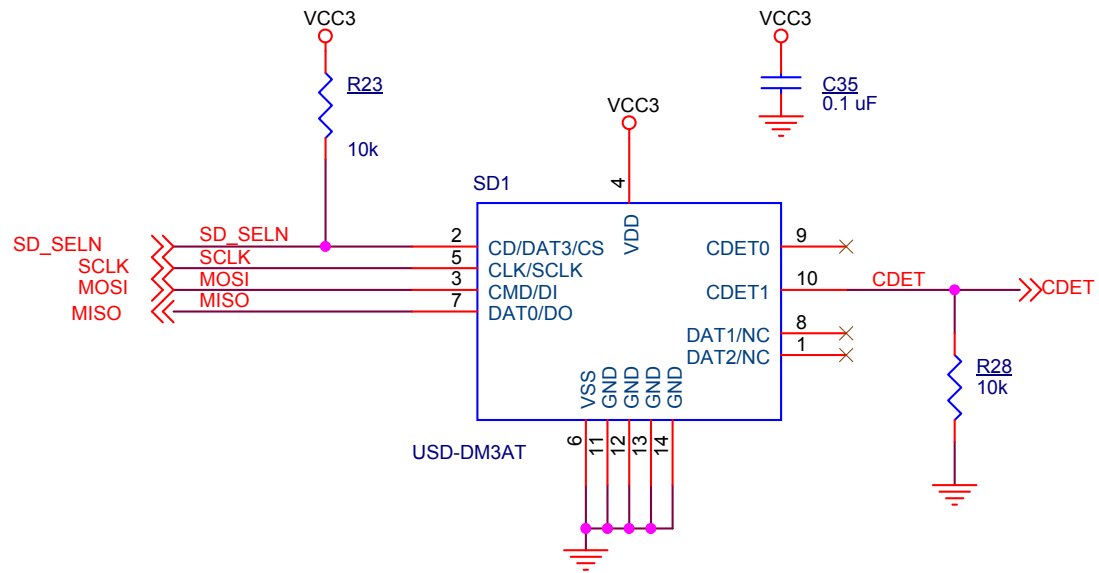 VCC3
VCC3
R23
C35
0.1 uF
VCC3
10k
4
SD1
SD_SELN
SD_SELN
2
CD/DAT3/CS
VDD
CDET0
9
SCLK
SCLK
5
CLK/SCLK
MOSI
MOSI
3
CMD/DI
CDET1
10
CDET
CDET
MISO
MISO
7
DAT0/DO
DAT1/NC
8
DAT2/NC
1
R28
10k
VSS
GND
GND
GND
GND
USD-DM3AT
6
11
12
13
14